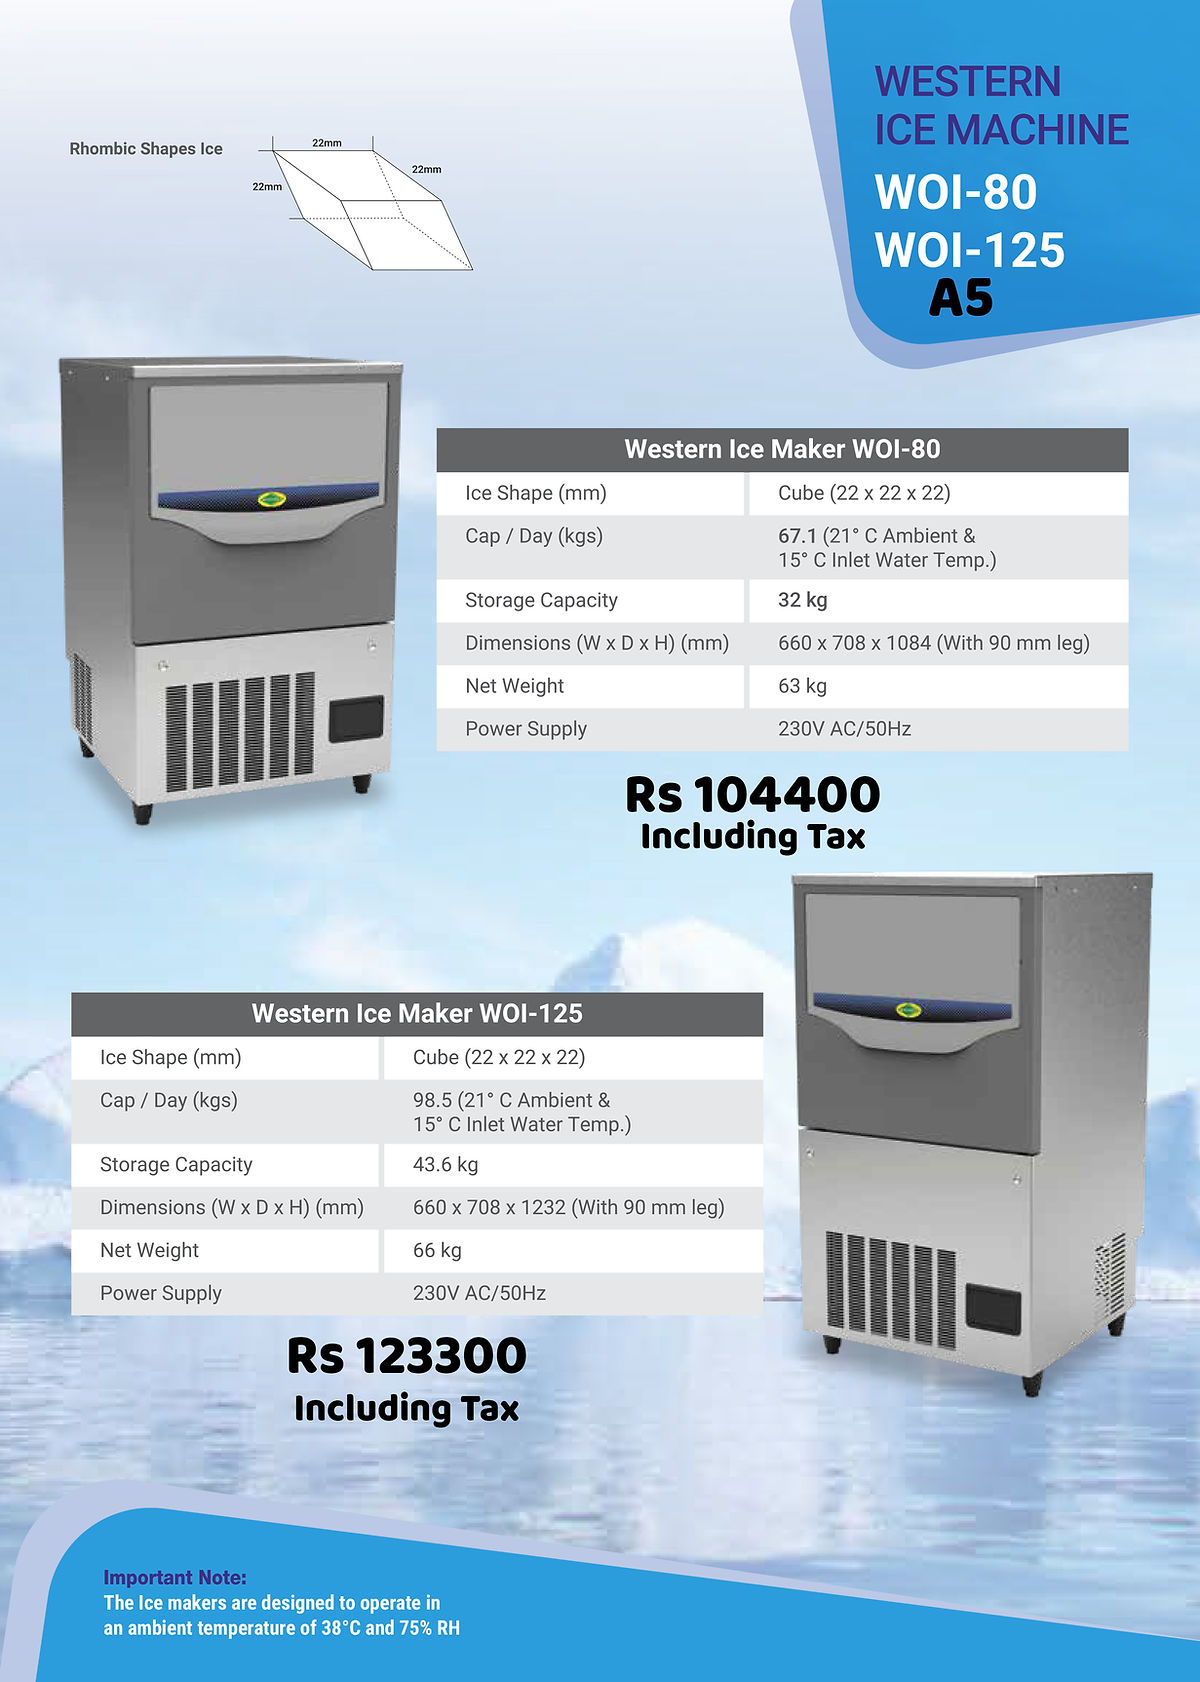 WESTERN
ICE MACHINE
WOI-80
WOI-125
A5
Rhombic Shapes Ice
22mm
22mm
22mm
Western Ice Maker WOI-80
Ice Shape (mm) Cube (22 x 22 x 22)
Cap / Day (kgs) 67.1 (21° C Ambient &
15° C Inlet Water Temp.)
Storage Capacity 32 kg
Dimensions (W x D x H) (mm) 660 x 708 x 1084 (With 90 mm leg)
Net Weight 63 kg
Power Supply 230V AC/50Hz
Rs 104400
Including Tax
Western Ice Maker WOI-125
Ice Shape (mm) Cube (22 x 22 x 22)
Cap / Day (kgs) 98.5 (21° C Ambient &
15° C Inlet Water Temp.)
Storage Capacity 43.6 kg
Dimensions (W x D x H) (mm) 660 x 708 x 1232 (With 90 mm leg)
Net Weight 66 kg
Power Supply 230V AC/50Hz
Rs 123300
Including Tax
Important Note:
The Ice makers are designed to operate in
an ambient temperature of 38°C and 75% RH